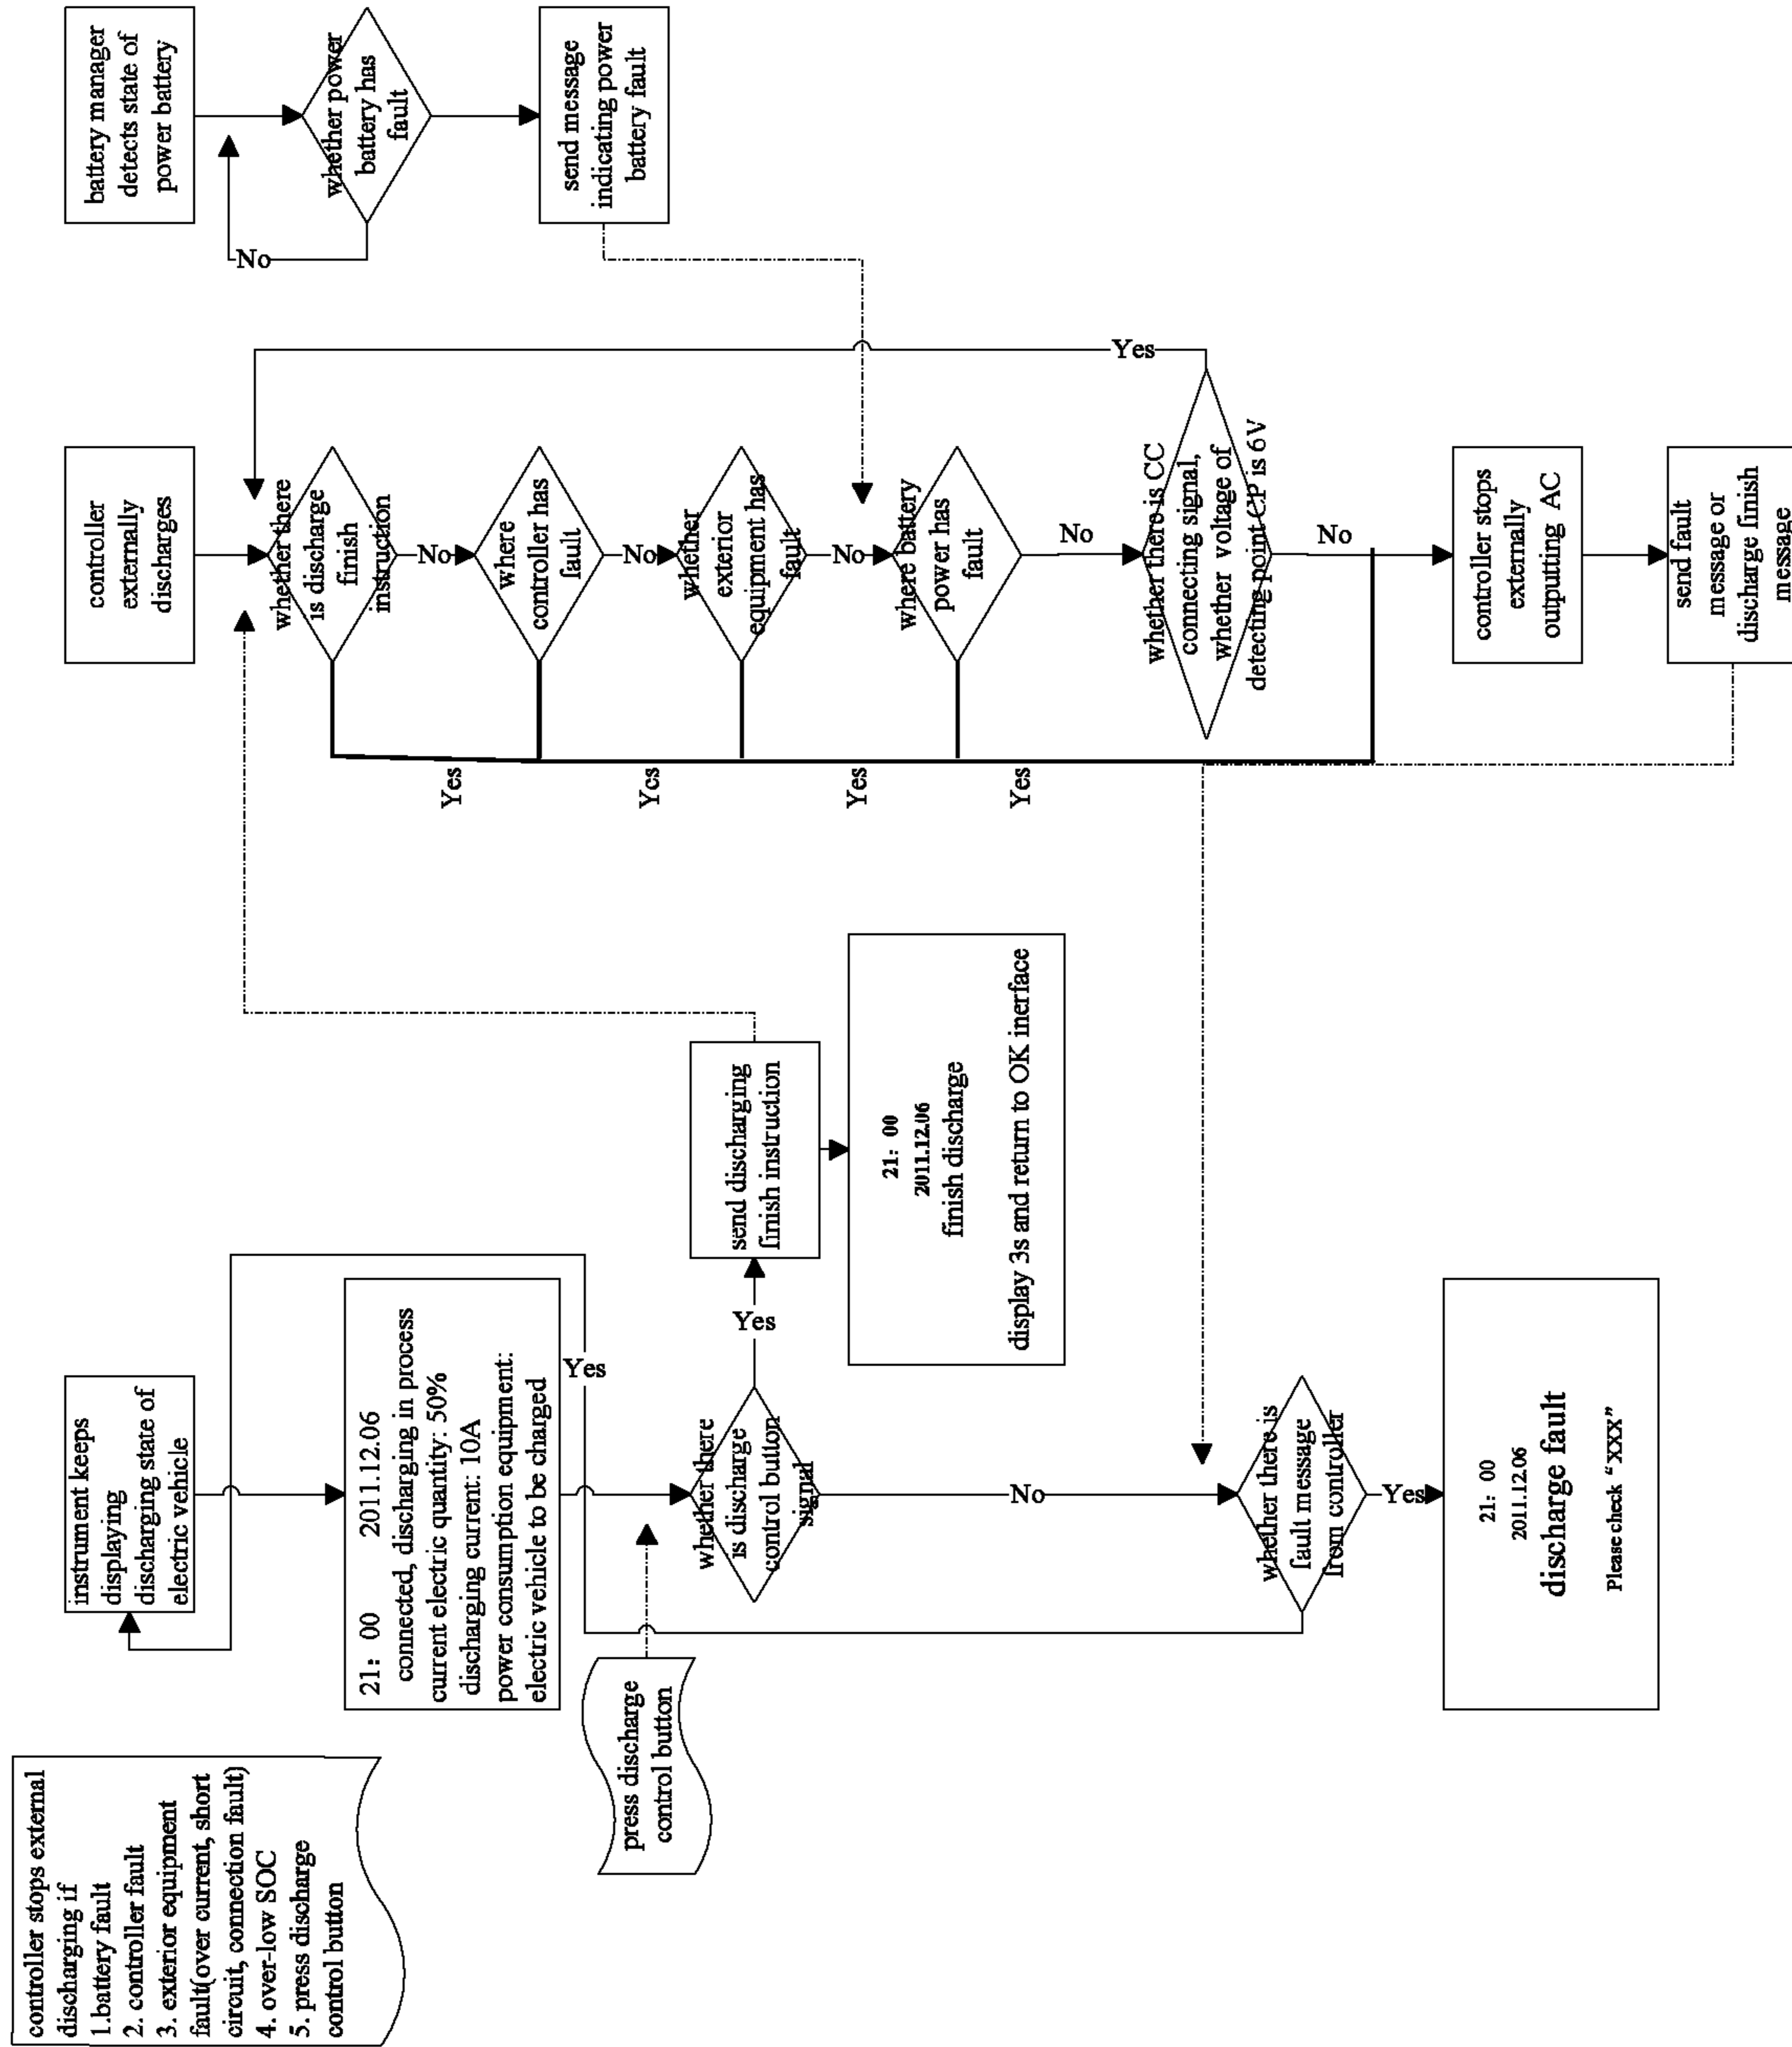 controller stops external
discharging if
1.battery fault
2. controller fault
3. exterior equipment
fault(over current, short
circuit, connection fault)
4. over-low SOC
5. press discharge
control button
instrument keeps
displaying
discharging state of
electric vehicle
21: 00 2011.12.06
connected, discharging in process
current electric quantity: 50%
discharging current: 10A
power consumption equipment:
electric vehicle to be charged
Yes
press discharge
control button
whether there
is discharge
control button
signal
Yes
send discharging
finish instruction
21: 00
2011.12.06
finish discharge
display 3s and return to OK inerface
No
whether there is
fault message
from controller
Yes
21: 00
2011.12.06
discharge fault
Please check “XXX”
controller
externally
discharges
whether there
is discharge
finish
instruction
Yes
No
where
controller has
fault
Yes
No
whether
exterior
equipment has
fault
Yes
No
where battery
power has
fault
Yes
No
whether there is CC
connecting signal,
whether voltage of
detecting point CP is 6V
Yes
No
controller stops
externally
outputting AC
send fault
message or
discharge finish
message
battery manager
detects state of
power battery
whether power
battery has
fault
No
send message
indicating power
battery fault